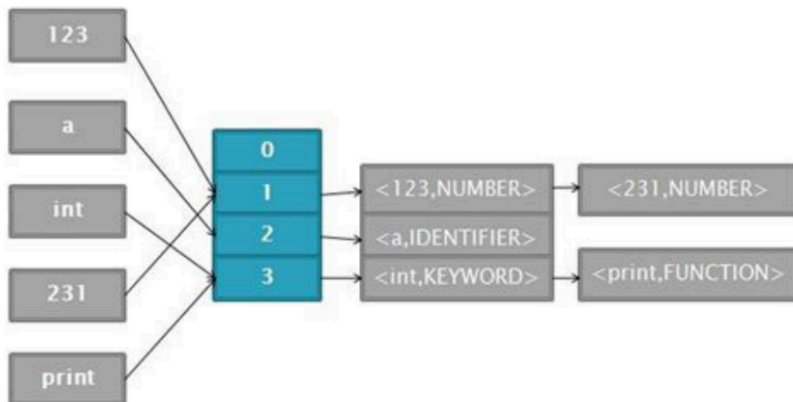 123
a
int
231
print
0
1
2
3
<123,NUMBER>
<231,NUMBER>
<a,IDENTIFIER>
<int,KEYWORD>
<print,FUNCTION>